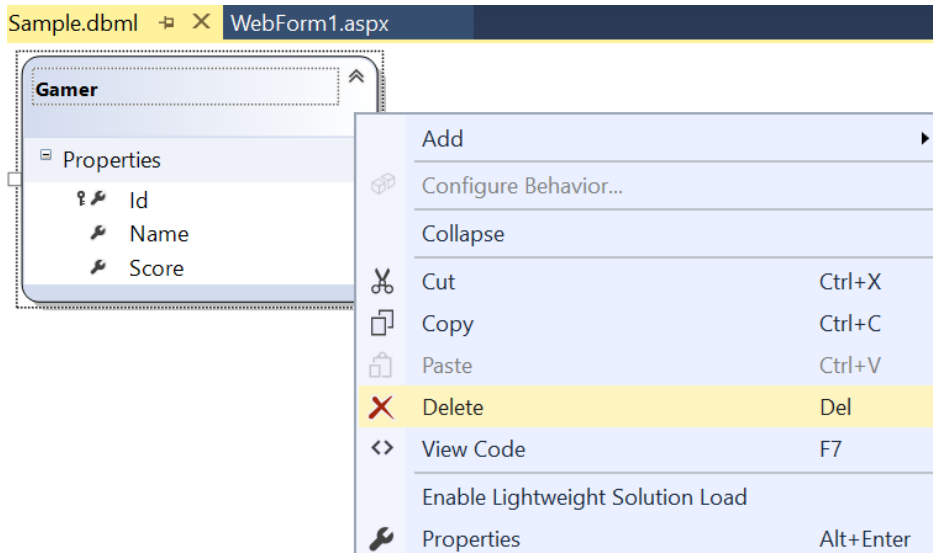 Sample.dbml WebForm1.aspx
Gamer
Properties
Id
Name
Score
Add
Configure Behavior...
Collapse
Cut Ctrl+X
Copy Ctrl+C
Paste Ctrl+V
Delete Del
View Code F7
Enable Lightweight Solution Load
Properties Alt+Enter